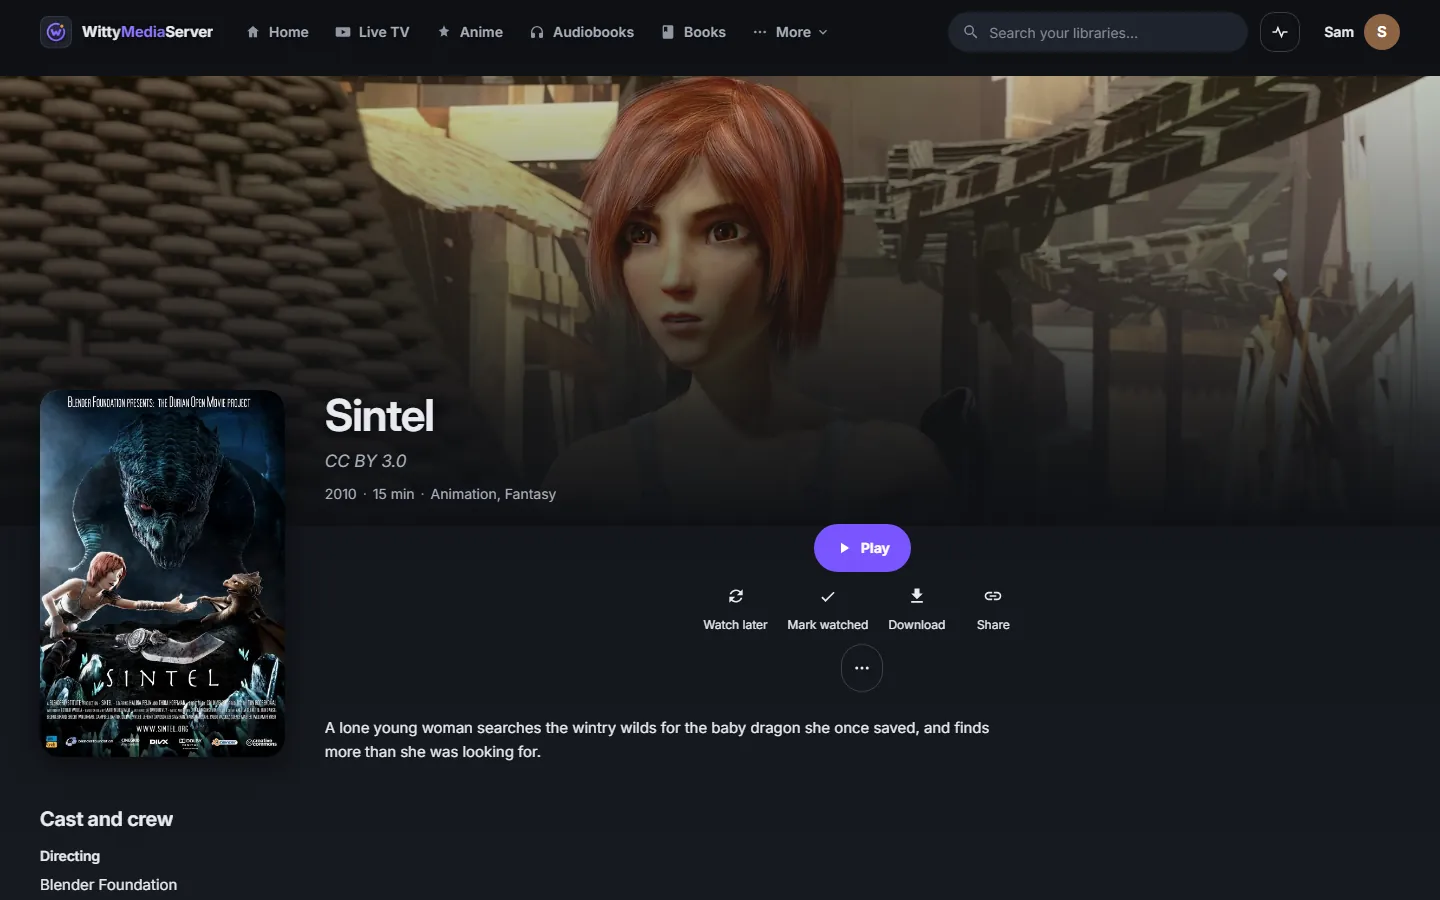 WittyMediaServer
Home
Live TV
Anime
Audiobooks
Books
More
Search your libraries...
Sam
S
BLENDER FOUNDATION PRESENTS: THE DURIAN OPEN MOVIE PROJECT
SINTEL
WWW.SINTEL.ORG
Sintel
CC BY 3.0
2010 · 15 min · Animation, Fantasy
Play
Watch later
Mark watched
Download
Share
A lone young woman searches the wintry wilds for the baby dragon she once saved, and finds
more than she was looking for.
Cast and crew
Directing
Blender Foundation